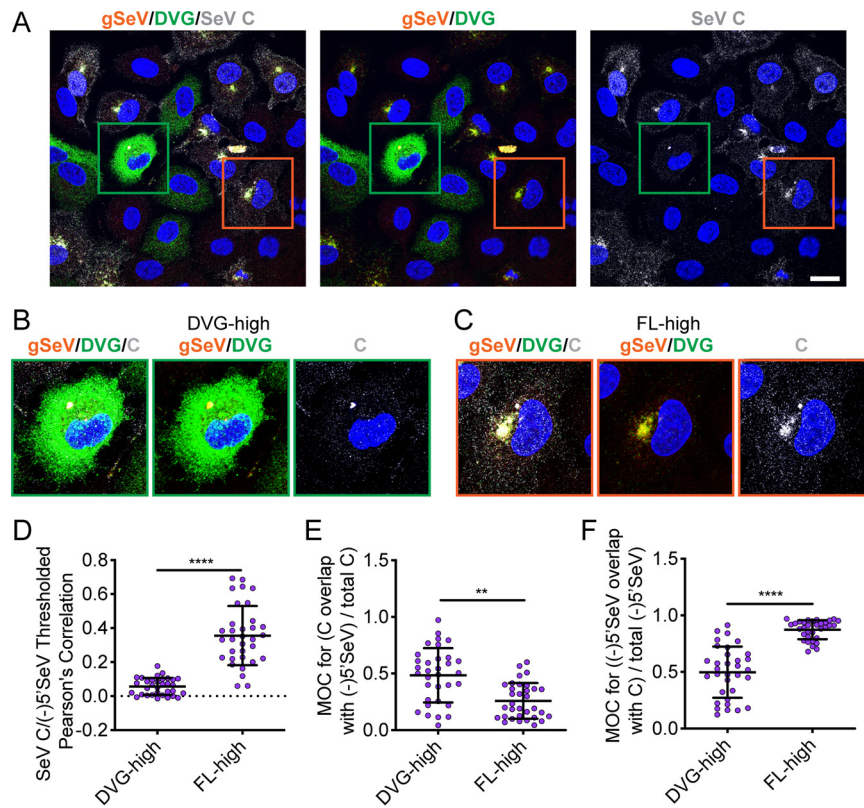 A
gSeV/DVG/SeV C
gSeV/DVG
SeV C
B
DVG-high
gSeV/DVG/C
gSeV/DVG
C
C
FL-high
gSeV/DVG/C
gSeV/DVG
C
D
SeV C/(-)5'SeV Thresholded
Pearson's Correlation
0.8
0.6
0.4
0.2
0.0
-0.2
****
DVG-high
FL-high
E
MOC for (C overlap
with (-)5'SeV) / total C)
1.5
1.0
0.5
0.0
**
DVG-high
FL-high
F
MOC for ((-)5'SeV overlap
with C) / total (-)5'SeV)
1.5
1.0
0.5
0.0
****
DVG-high
FL-high